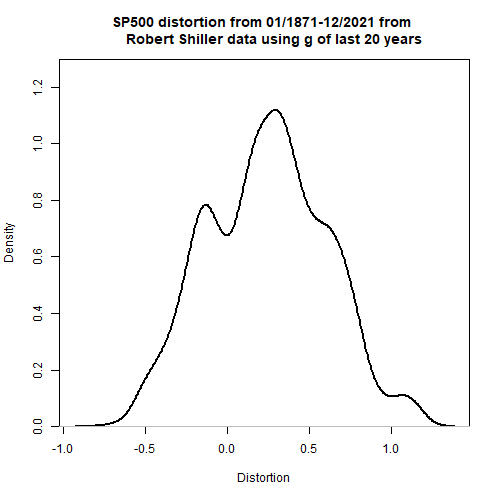 SP500 distortion from 01/1871-12/2021 from
Robert Shiller data using g of last 20 years
Density
0.0 0.2 0.4 0.6 0.8 1.0 1.2
-1.0 -0.5 0.0 0.5 1.0
Distortion